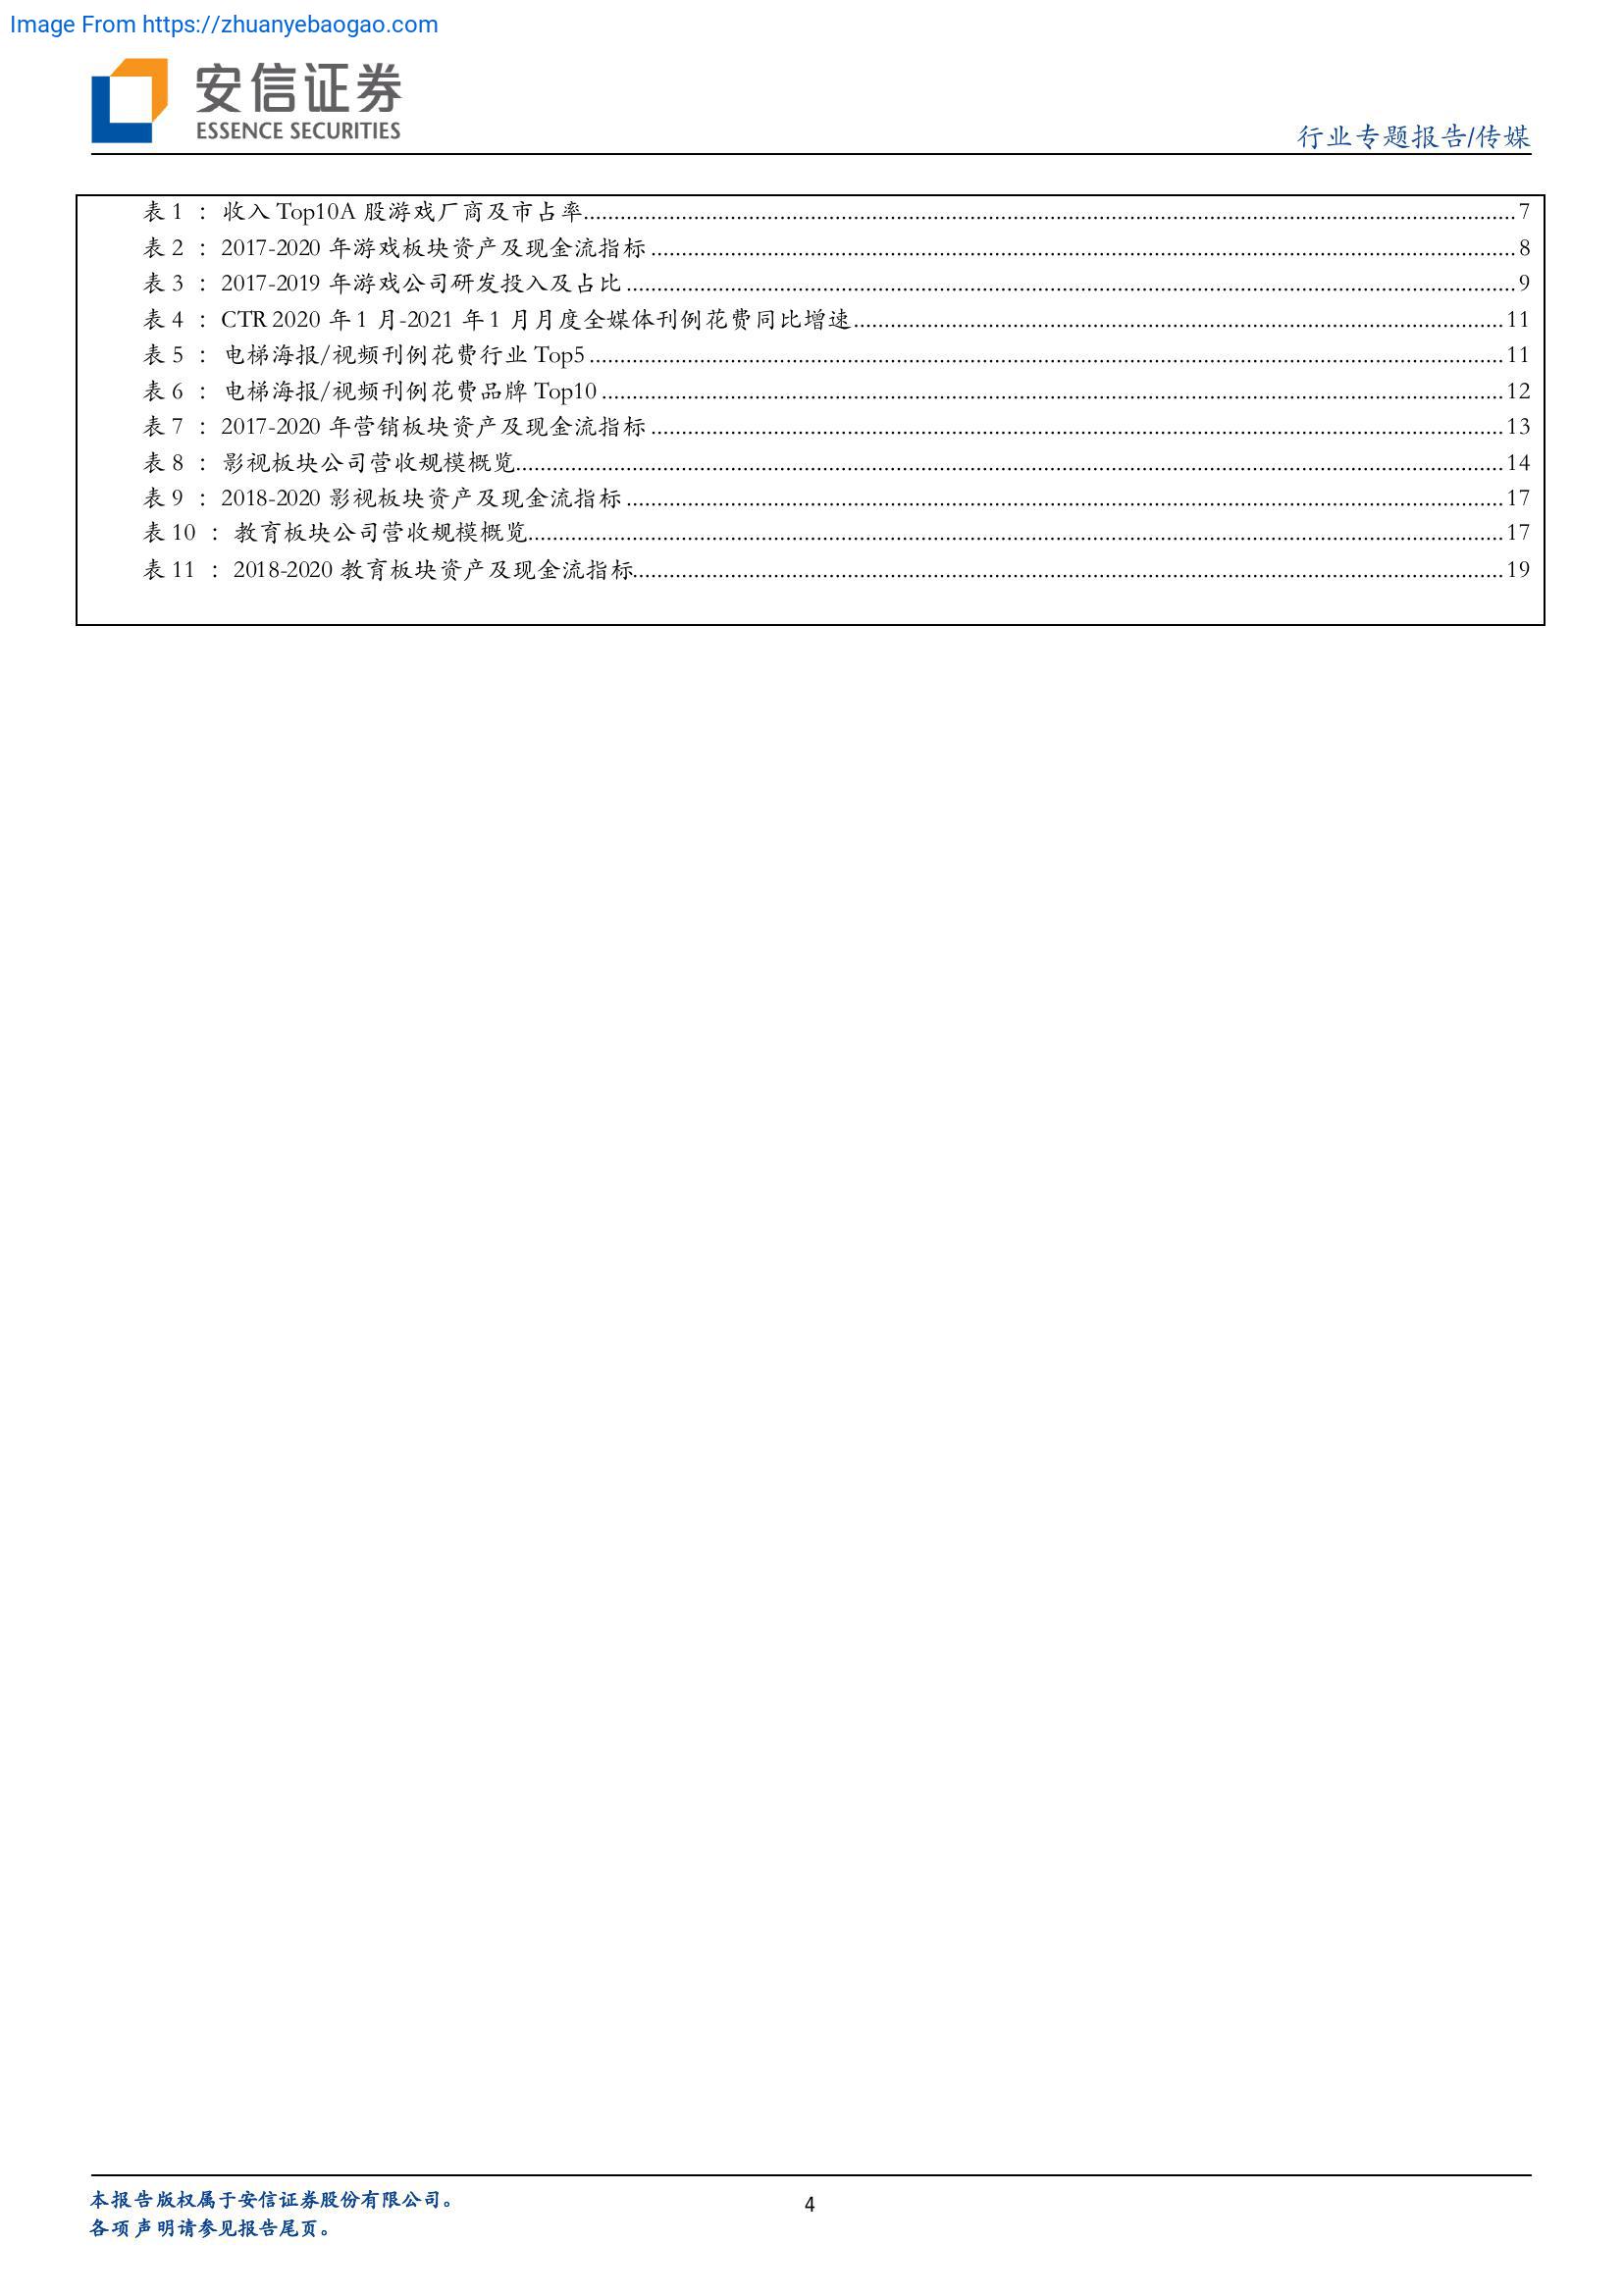 Image From https://zhuanyebaogao.com
安信证券
ESSENCE SECURITIES
行业专题报告/传媒
表 1 ： 收入 Top10A 股游戏厂商及市占率........................................7
表 2 ： 2017-2020 年游戏板块资产及现金流指标........................................8
表 3 ： 2017-2019 年游戏公司研发投入及占比........................................9
表 4 ： CTR 2020 年 1 月-2021 年 1 月月度全媒体刊例花费同比增速........................................11
表 5 ： 电梯海报/视频刊例花费行业 Top5........................................11
表 6 ： 电梯海报/视频刊例花费品牌 Top10........................................12
表 7 ： 2017-2020 年营销板块资产及现金流指标........................................13
表 8 ： 影视板块公司营收规模概览........................................14
表 9 ： 2018-2020 影视板块资产及现金流指标........................................17
表 10 ： 教育板块公司营收规模概览........................................17
表 11 ： 2018-2020 教育板块资产及现金流指标........................................19
本报告版权属于安信证券股份有限公司。
4
各项声明请参见报告尾页。